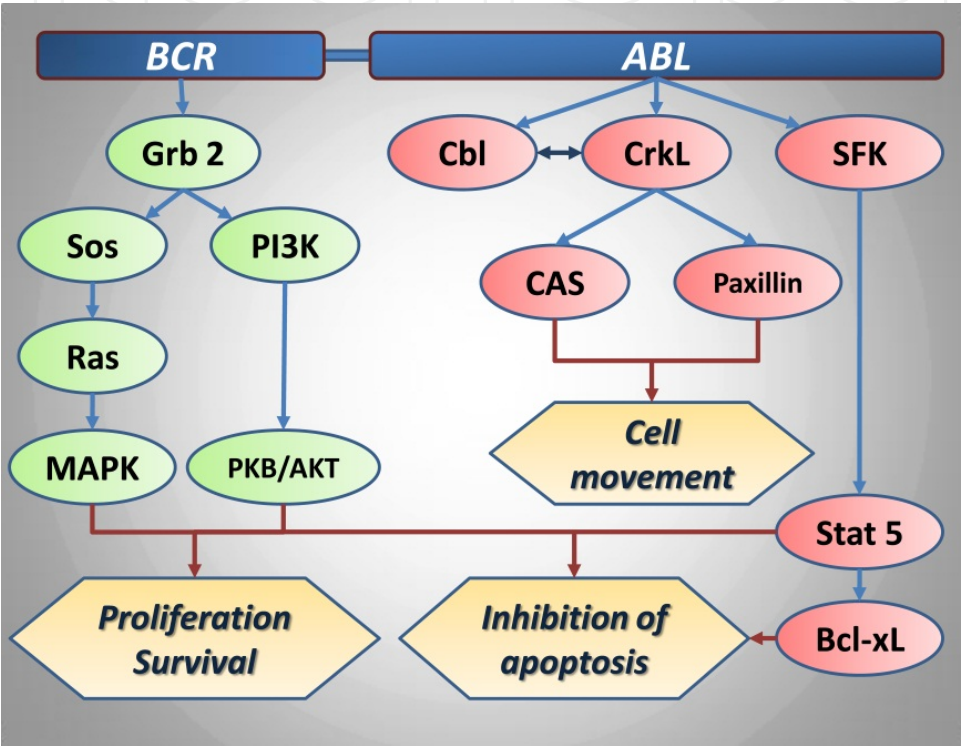 BCR
ABL
Grb 2
Cbl
CrkL
SFK
Sos
PI3K
CAS
Paxillin
Ras
Cell
movement
MAPK
PKB/AKT
Stat 5
Proliferation
Survival
Inhibition of
apoptosis
Bcl-xL